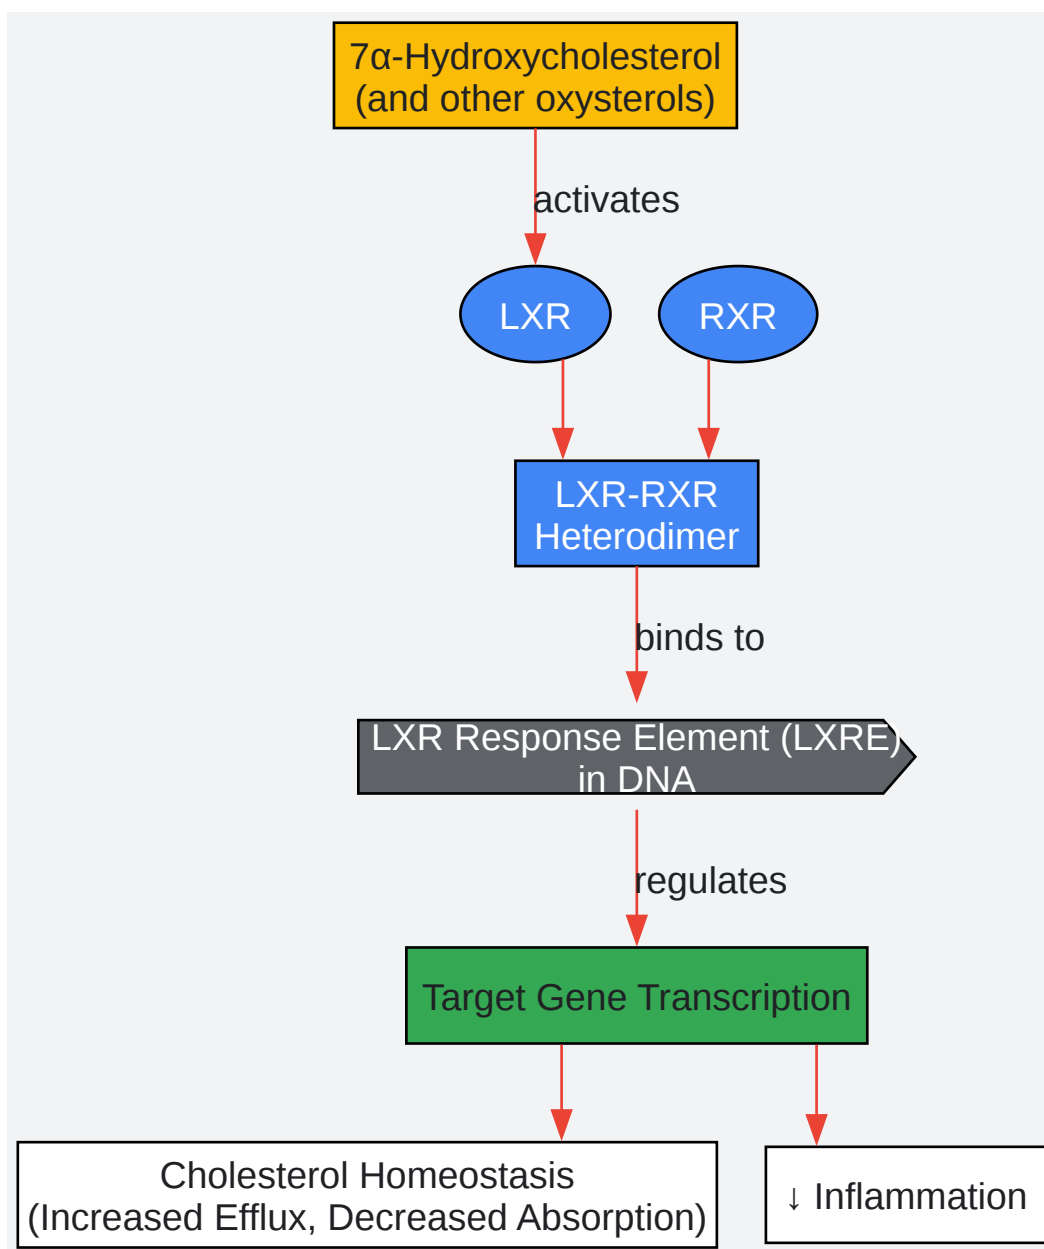 7α-Hydroxycholesterol
(and other oxysterols)
activates
LXR
RXR
LXR-RXR
Heterodimer
binds to
LXR Response Element (LXRE)
in DNA
regulates
Target Gene Transcription
Cholesterol Homeostasis
(Increased Efflux, Decreased Absorption)
↓ Inflammation